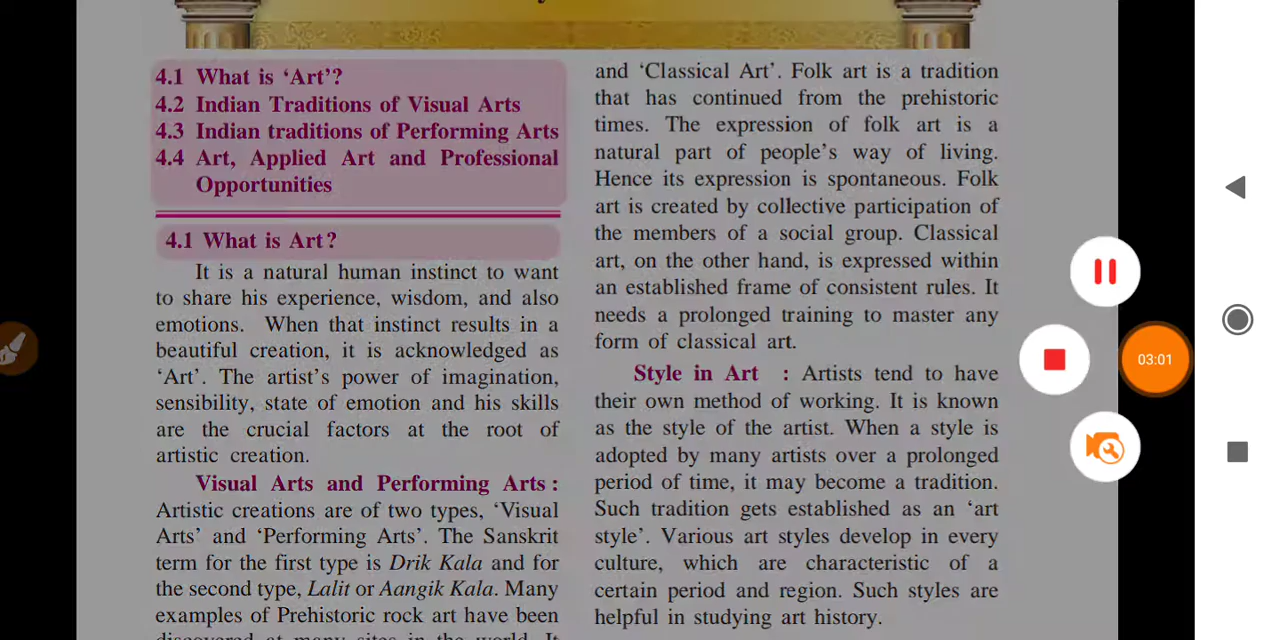 4.1 What is ‘Art’?
4.2 Indian Traditions of Visual Arts
4.3 Indian traditions of Performing Arts
4.4 Art, Applied Art and Professional
Opportunities
4.1 What is Art?
It is a natural human instinct to want
to share his experience, wisdom, and also
emotions. When that instinct results in a
beautiful creation, it is acknowledged as
‘Art’. The artist’s power of imagination,
sensibility, state of emotion and his skills
are the crucial factors at the root of
artistic creation.
Visual Arts and Performing Arts :
Artistic creations are of two types, ‘Visual
Arts’ and ‘Performing Arts’. The Sanskrit
term for the first type is Drik Kala and for
the second type, Lalit or Aangik Kala. Many
examples of Prehistoric rock art have been
discovered at many sites in the world. It
and ‘Classical Art’. Folk art is a tradition
that has continued from the prehistoric
times. The expression of folk art is a
natural part of people’s way of living.
Hence its expression is spontaneous. Folk
art is created by collective participation of
the members of a social group. Classical
art, on the other hand, is expressed within
an established frame of consistent rules. It
needs a prolonged training to master any
form of classical art.
Style in Art : Artists tend to have
their own method of working. It is known
as the style of the artist. When a style is
adopted by many artists over a prolonged
period of time, it may become a tradition.
Such tradition gets established as an ‘art
style’. Various art styles develop in every
culture, which are characteristic of a
certain period and region. Such styles are
helpful in studying art history.
03:01